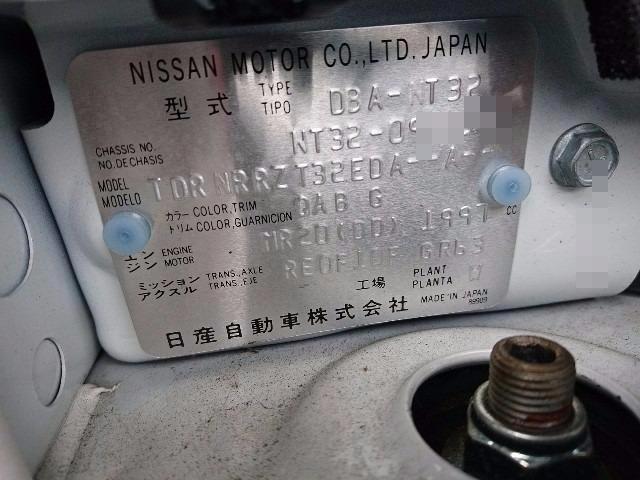 NISSAN MOTOR CO.,LTD. JAPAN
型式 TYPE TIPO DBA-NT32
CHASSIS NO. NO.DE CHASIS NT32-09
MODEL MODELO TDRNRRZT32EDA--A--
カラー COLOR,TRIM トリム COLOR,GUARNICION QAB G
エンジン ENGINE MOTOR MR20(DD) 1997 CC
ミッション TRANS.,AXLE アクスル TRANS.,EJE RE0F10F GR63
工場 PLANT PLANTA W
日産自動車株式会社 MADE IN JAPAN